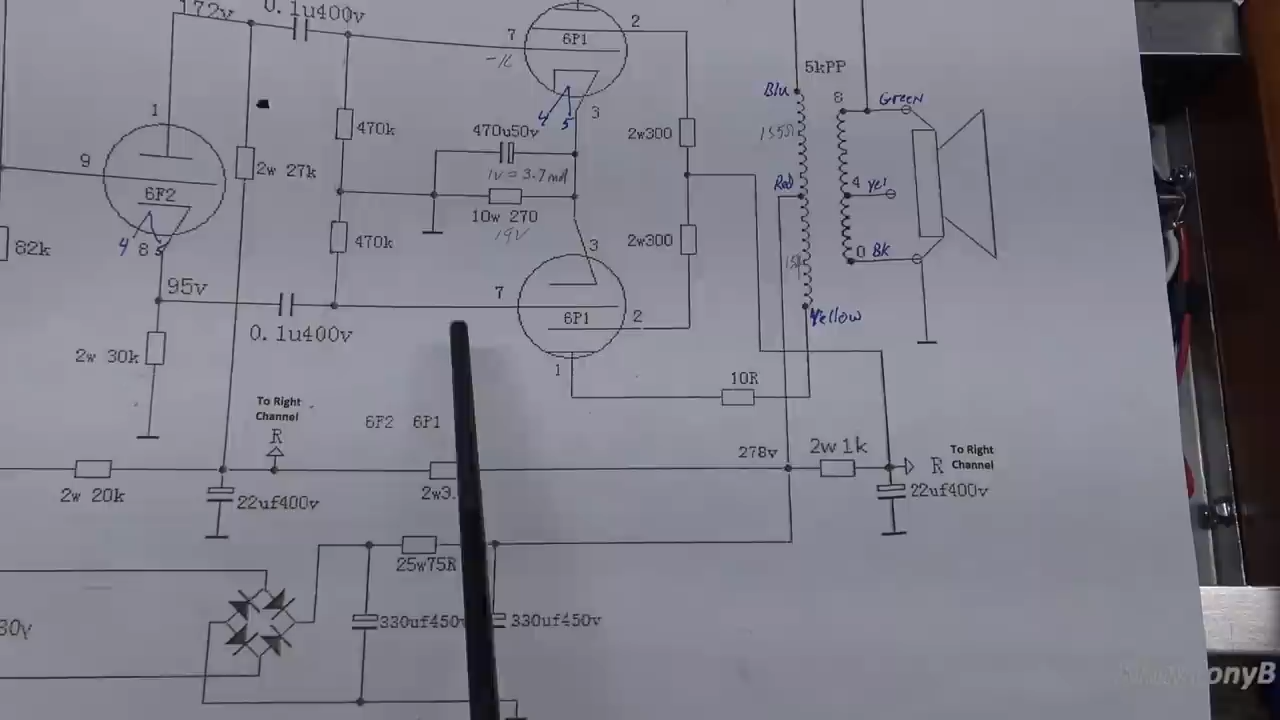 172v
0.1u400v
7
6P1
2
5kPP
Blu
8
Green
1
470k
470u50v
4
5
3
2w300
155Ω
9
2w 27k
1v = 3.7mA
6F2
10w 270
Red
4 Yel
19V
82k
4
8
5
470k
3
2w300
0 Bk
95v
7
6P1
2
Yellow
0.1u400v
2w 30k
1
10R
To Right
Channel
R
6F2 6P1
278v
2w 1k
R
To Right
Channel
2w 20k
22uf400v
2w3.
22uf400v
25w75R
330uf450v
330uf450v